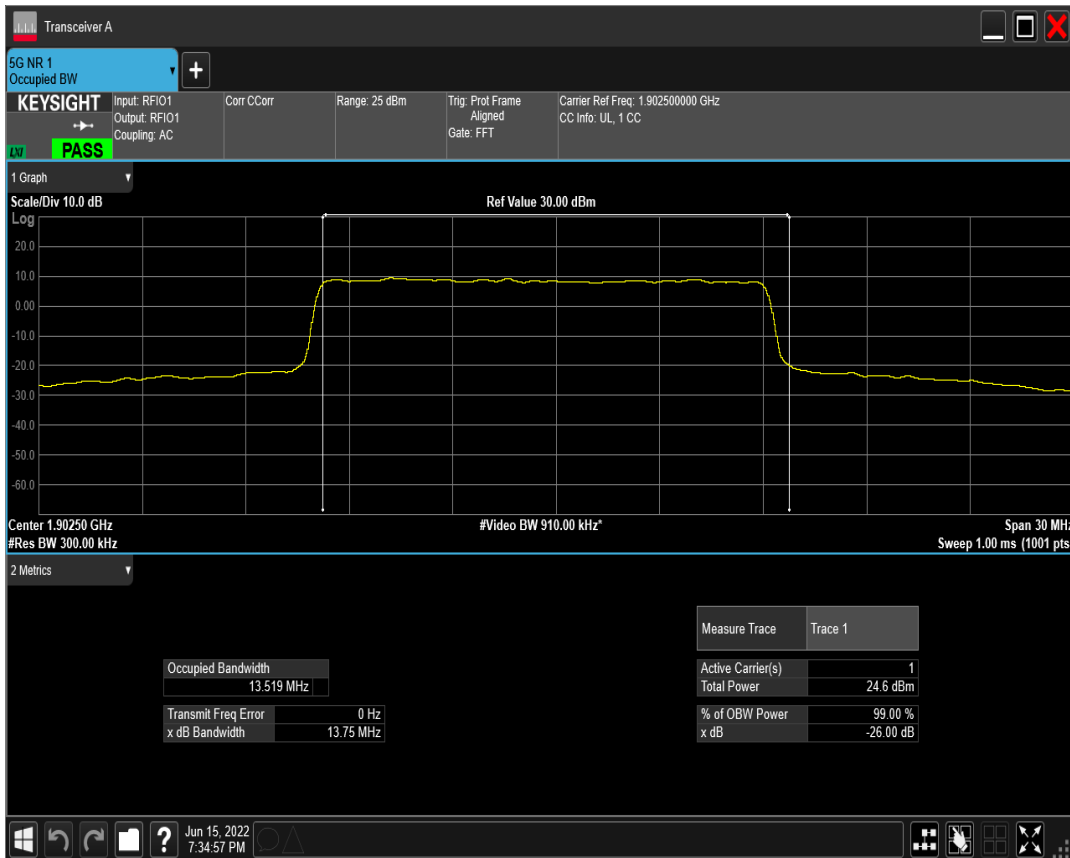 Transceiver A
5G NR 1
Occupied BW
KEYSIGHT
LXI
PASS
Input: RFIO1
Output: RFIO1
Coupling: AC
Corr CCorr
Range: 25 dBm
Trig: Prot Frame
Aligned
Gate: FFT
Carrier Ref Freq: 1.902500000 GHz
CC Info: UL, 1 CC
1 Graph
Scale/Div 10.0 dB
Ref Value 30.00 dBm
Log
20.0
10.0
0.00
-10.0
-20.0
-30.0
-40.0
-50.0
-60.0
Center 1.90250 GHz
#Video BW 910.00 kHz*
Span 30 MHz
#Res BW 300.00 kHz
Sweep 1.00 ms (1001 pts
2 Metrics
Measure Trace Trace 1
Occupied Bandwidth
13.519 MHz
Active Carrier(s) 1
Total Power 24.6 dBm
Transmit Freq Error 0 Hz
x dB Bandwidth 13.75 MHz
% of OBW Power 99.00 %
x dB -26.00 dB
?
Jun 15, 2022
7:34:57 PM